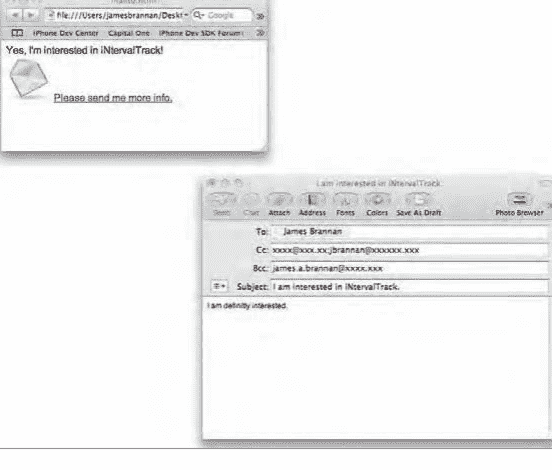 file:///Users/jamesbrannan/Deskt
Google
iPhone Dev Center Capital One iPhone Dev SDK Forum:
Yes, I'm interested in iNtervalTrack!
Please send me more info.
I am interested in iNtervalTrack.
Send Chat Attach Address Fonts Colors Save As Draft Photo Browser
To: James Brannan
Cc: xxxx@xxx.xx;jbrannan@xxxxxx.xxx
Bcc: james.a.brannan@xxxx.xxx
Subject: I am interested in iNtervalTrack.
I am definitly interested.